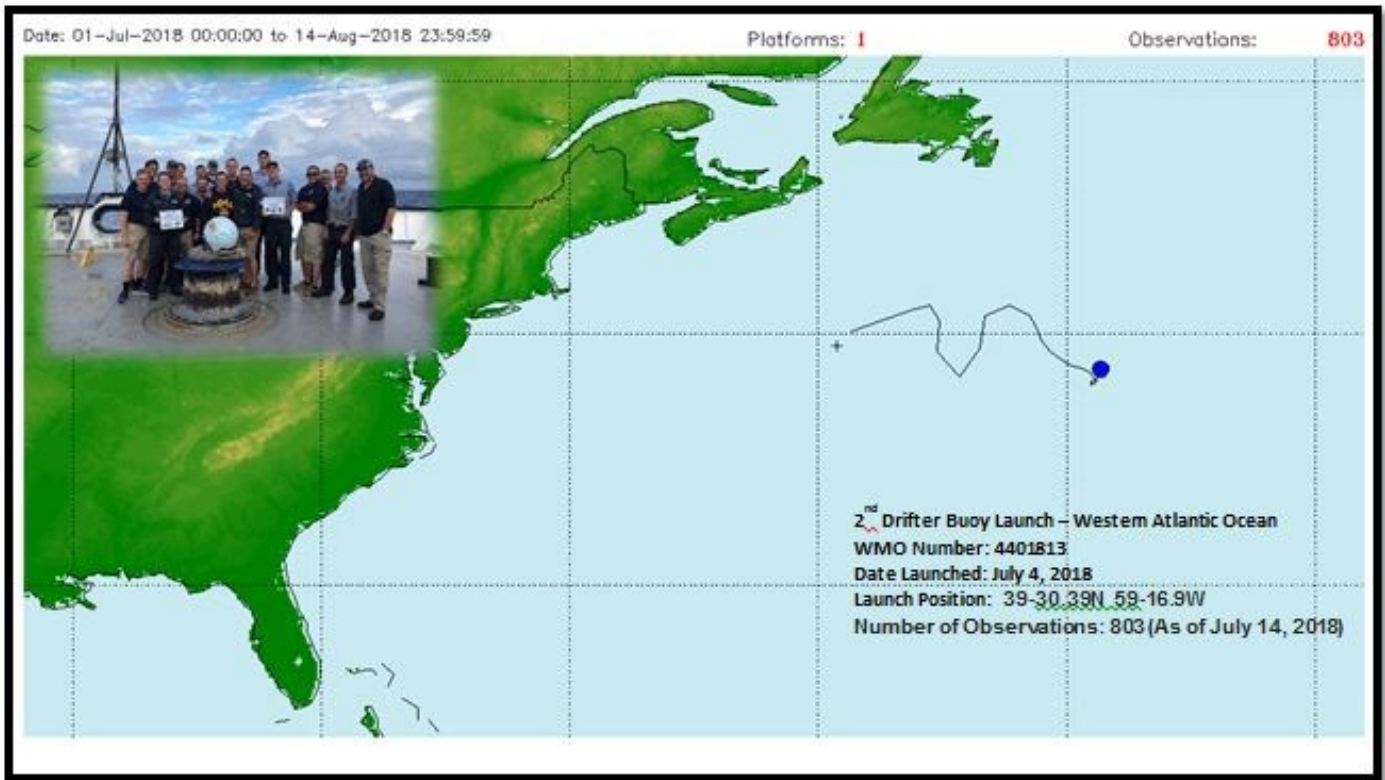 Date: 01-Jul-2018 00:00:00 to 14-Aug-2018 23:59:59 Platforms: 1 Observations: 803
2nd Drifter Buoy Launch – Western Atlantic Ocean
WMO Number: 4401813
Date Launched: July 4, 2018
Launch Position: 39-30.39N 59-16.9W
Number of Observations: 803 (As of July 14, 2018)